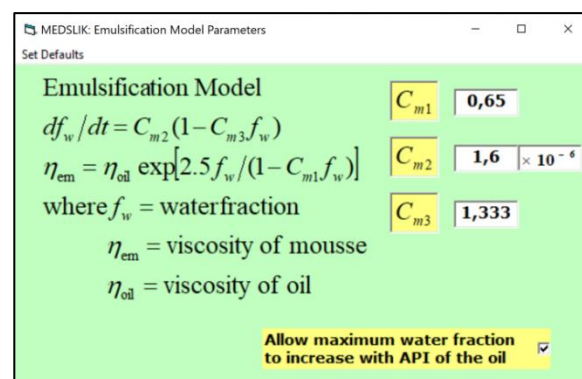 MEDSLIK: Emulsification Model Parameters
Set Defaults
Emulsification Model
df_w/dt = C_m2(1−C_m3 f_w)
η_em = η_oil exp[2.5 f_w/(1−C_m1 f_w)]
where f_w = waterfraction
η_em = viscosity of mousse
η_oil = viscosity of oil
C_m1 0,65
C_m2 1,6 × 10 - 6
C_m3 1,333
Allow maximum water fraction
to increase with API of the oil